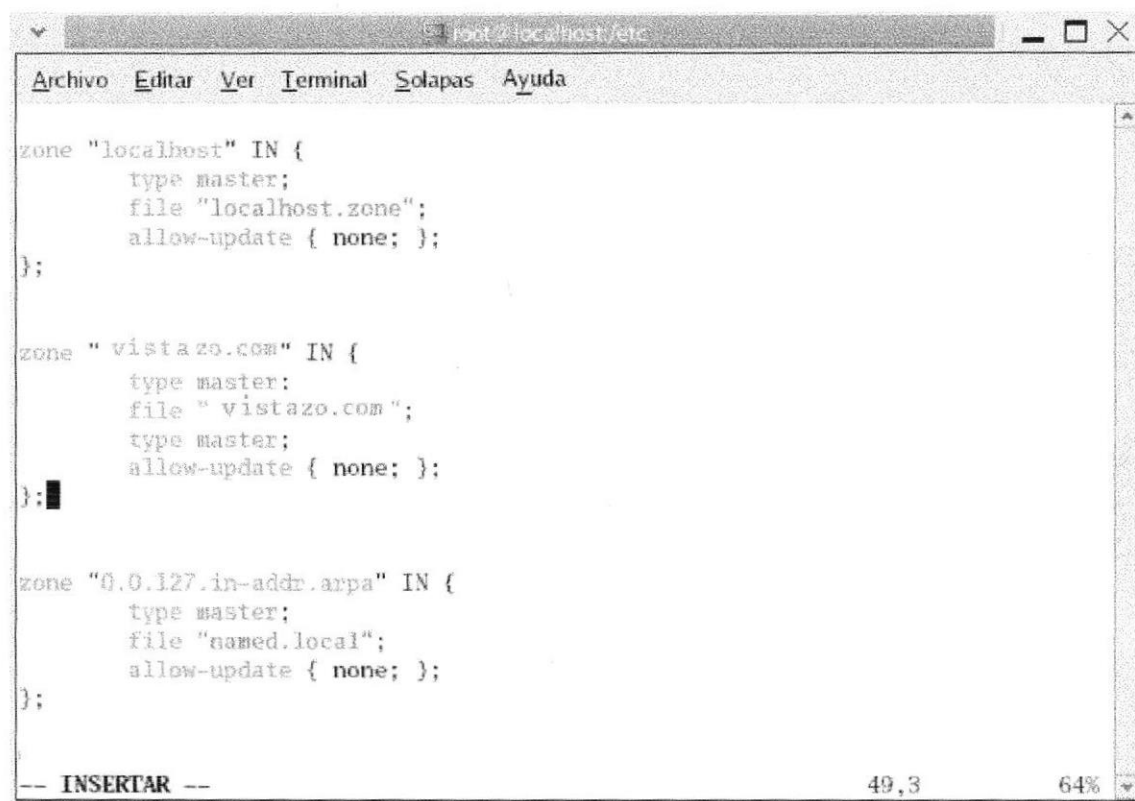 root@localhost:/etc
Archivo Editar Ver Terminal Solapas Ayuda
zone "localhost" IN {
type master;
file "localhost.zone";
allow-update { none; };
};
zone " vistazo.com" IN {
type master;
file " vistazo.com ";
type master;
allow-update { none; };
};
zone "0.0.127.in-addr.arpa" IN {
type master;
file "named.local";
allow-update { none; };
};
-- INSERTAR -- 49,3 64%